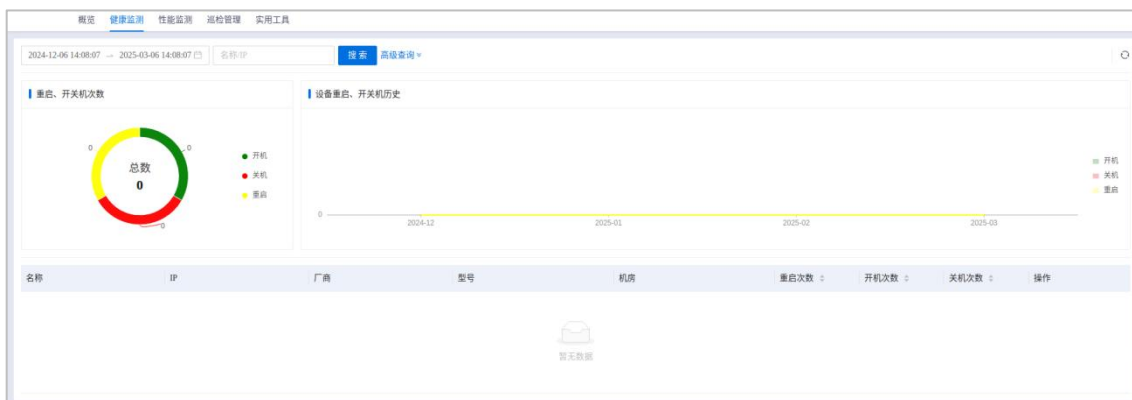 概览 健康监测 性能监测 巡检管理 实用工具
2024-12-06 14:08:07 → 2025-03-06 14:08:07 名称/IP 搜索 高级查询
重启、开关机次数
0
0
总数
0
0
开机
关机
重启
设备重启、开关机历史
开机
关机
重启
0
2024-12 2025-01 2025-02 2025-03
名称 IP 厂商 型号 机房 重启次数 开机次数 关机次数 操作
暂无数据